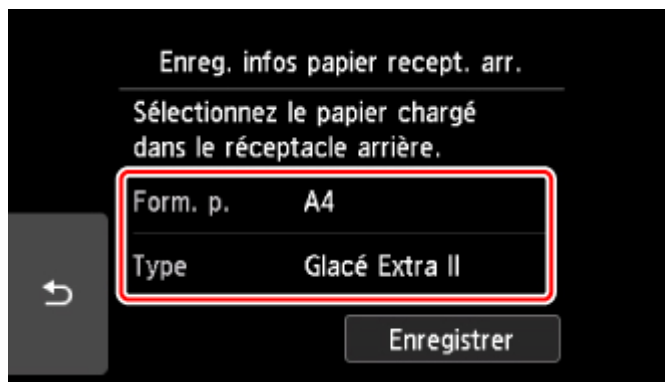 Enreg. infos papier recept. arr.
Sélectionnez le papier chargé
dans le réceptacle arrière.
Form. p. A4
Type Glacé Extra II
Enregistrer